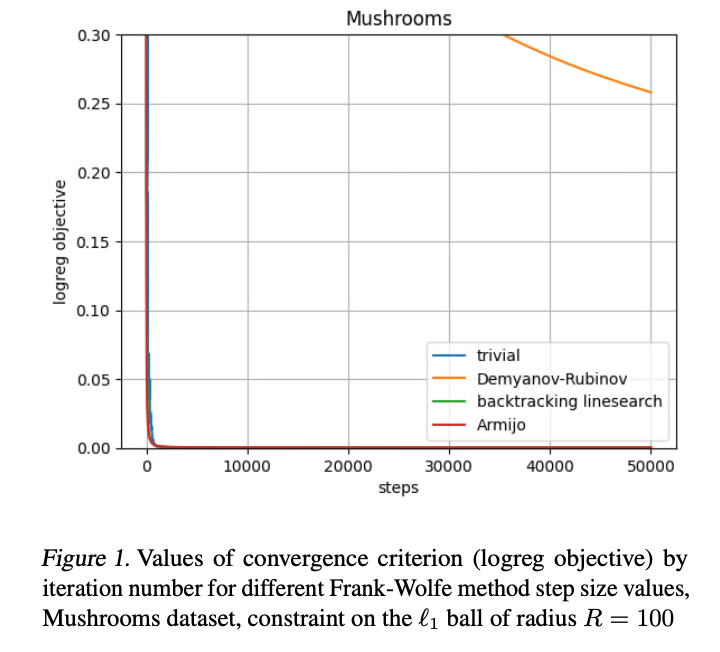 Mushrooms
0.30
0.25
0.20
0.15
0.10
0.05
0.00
logreg objective
trivial
Demyanov-Rubinov
backtracking linesearch
Armijo
0 10000 20000 30000 40000 50000
steps
Figure 1. Values of convergence criterion (logreg objective) by
iteration number for different Frank-Wolfe method step size values,
Mushrooms dataset, constraint on the ℓ₁ ball of radius R = 100